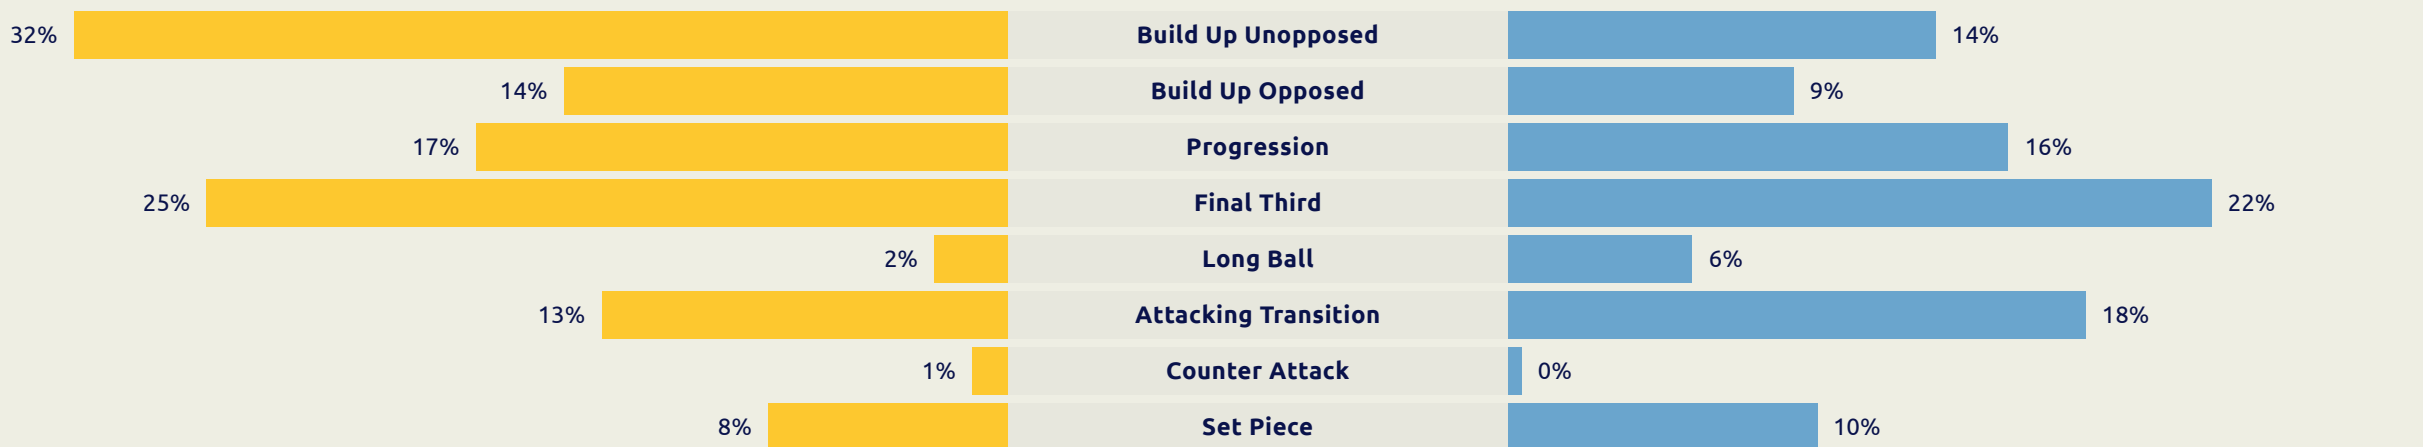 32% Build Up Unopposed 14%
14% Build Up Opposed 9%
17% Progression 16%
25% Final Third 22%
2% Long Ball 6%
13% Attacking Transition 18%
1% Counter Attack 0%
8% Set Piece 10%